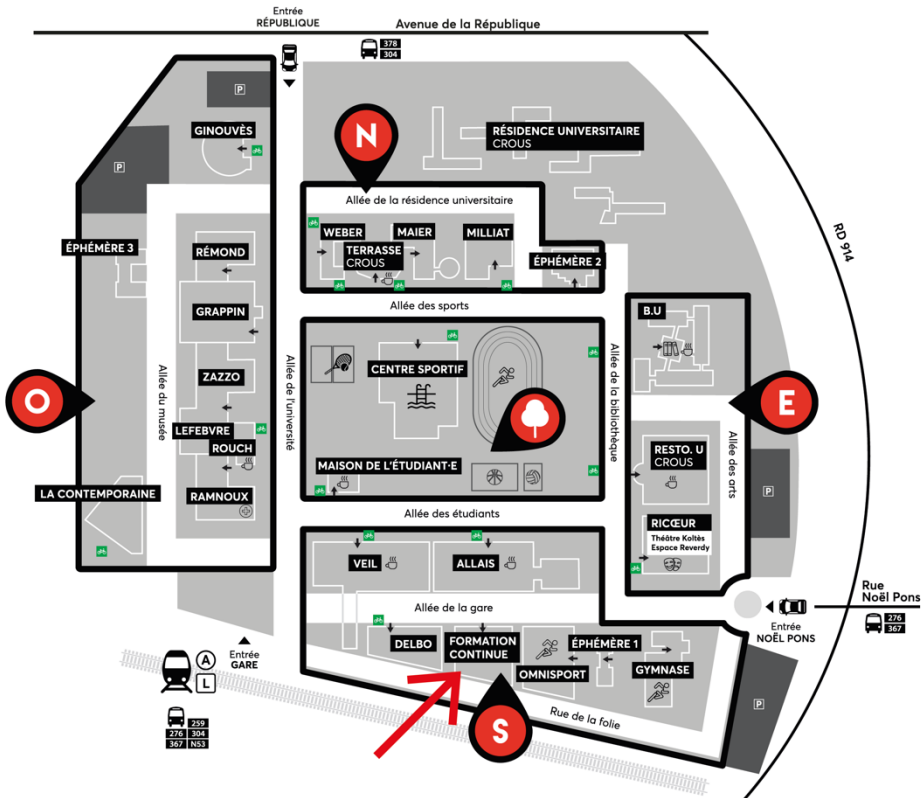 Entrée
RÉPUBLIQUE
Avenue de la République
378
304
P
GINOUVÈS
P
N
RÉSIDENCE UNIVERSITAIRE
CROUS
Allée de la résidence universitaire
WEBER
MAIER
MILLIAT
TERRASSE
CROUS
ÉPHÉMÈRE 2
ÉPHÉMÈRE 3
RÉMOND
RD 914
Allée des sports
GRAPPIN
B.U
ZAZZO
CENTRE SPORTIF
O
Allée du musée
Allée de l'université
Allée de la bibliothèque
E
LEFEBVRE
ROUCH
RESTO. U
CROUS
Allée des arts
MAISON DE L'ÉTUDIANT·E
LA CONTEMPORAINE
RAMNOUX
P
Allée des étudiants
RICŒUR
Théâtre Koltès
Espace Reverdy
VEIL
ALLAIS
Rue
Noël Pons
276
367
Entrée
NOËL PONS
Allée de la gare
DELBO
FORMATION
CONTINUE
ÉPHÉMÈRE 1
OMNISPORT
GYMNASE
Entrée
GARE
A
L
259
276 304
367 N53
Rue de la folie
S
P